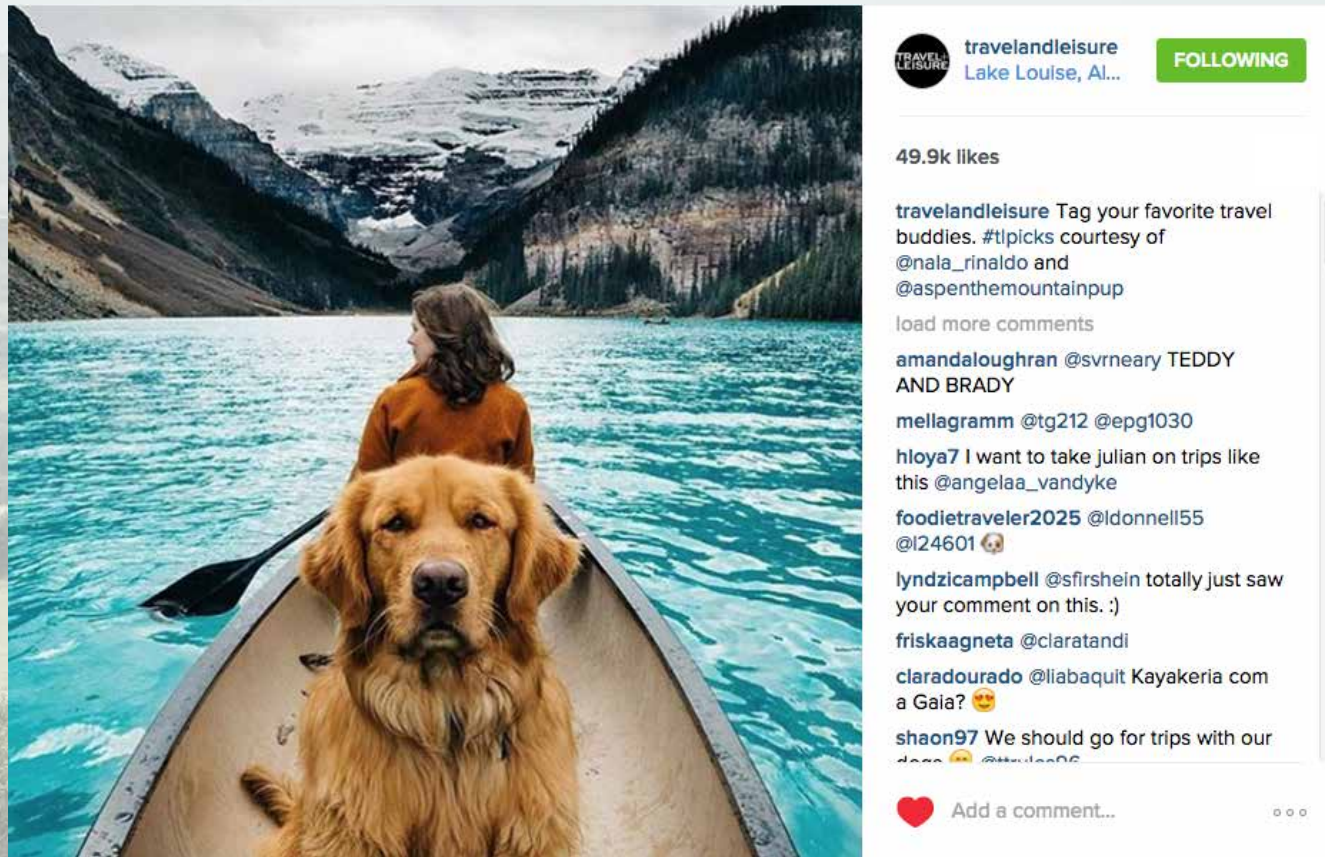 TRAVEL+
LEISURE
travelandleisure
Lake Louise, Al...
FOLLOWING
49.9k likes
travelandleisure Tag your favorite travel
buddies. #tlpicks courtesy of
@nala_rinaldo and
@aspenthemountainpup
load more comments
amandaloughran @svrneary TEDDY
AND BRADY
mellagramm @tg212 @epg1030
hloya7 I want to take julian on trips like
this @angelaa_vandyke
foodietraveler2025 @ldonnell55
@l24601 🐶
lyndzicampbell @sfirshein totally just saw
your comment on this. :)
friskaagneta @claratandi
claradourado @liabaquit Kayakeria com
a Gaia? 😍
shaon97 We should go for trips with our
dogs
Add a comment...